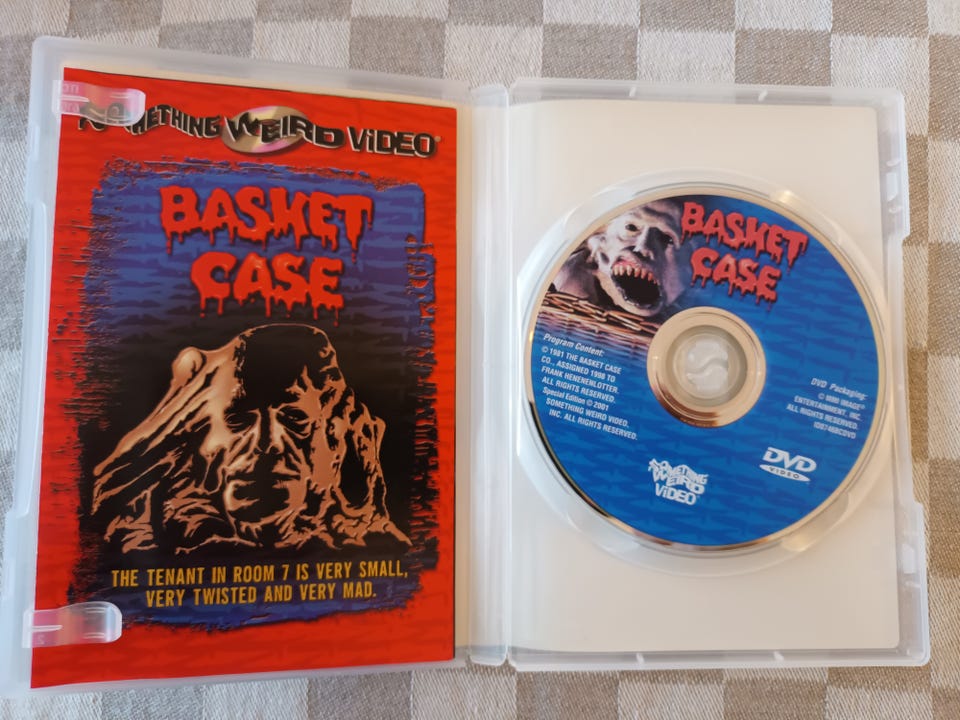 SOMETHING WEIRD VIDEO
BASKET
CASE
THE TENANT IN ROOM 7 IS VERY SMALL,
VERY TWISTED AND VERY MAD.
BASKET
CASE
Program Content:
© 1981 THE BASKET CASE
CO., ASSIGNED 1998 TO
FRANK HENENENLOTTER.
ALL RIGHTS RESERVED.
Special Edition © 2001
SOMETHING WEIRD VIDEO,
INC. ALL RIGHTS RESERVED.
DVD Packaging:
ENTERTAINMENT, INC.
ALL RIGHTS RESERVED.
DVD
VIDEO
SOMETHING
WEIRD
VIDEO